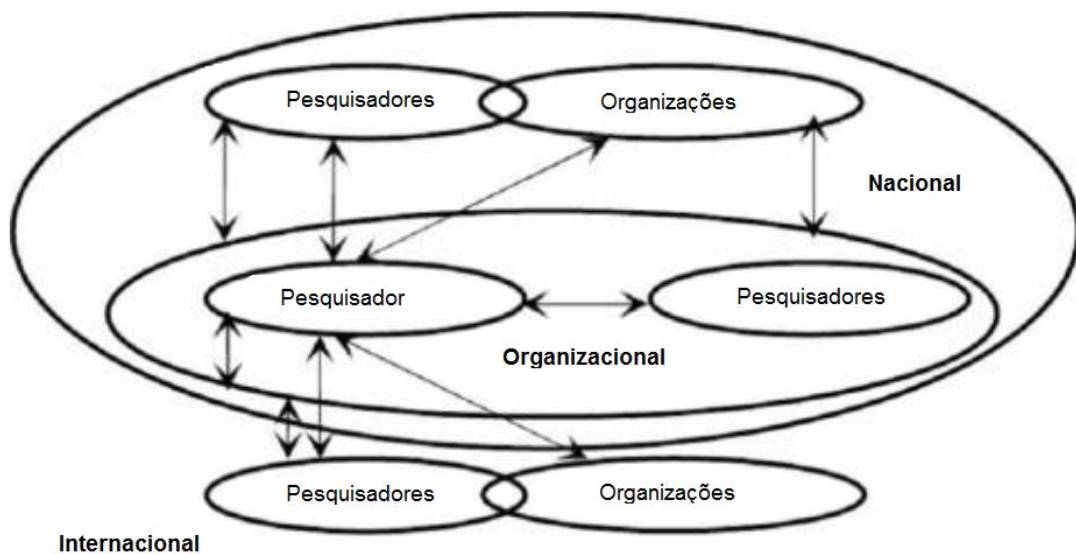 Pesquisadores
Organizações
Nacional
Pesquisador
Pesquisadores
Organizacional
Pesquisadores
Organizações
Internacional